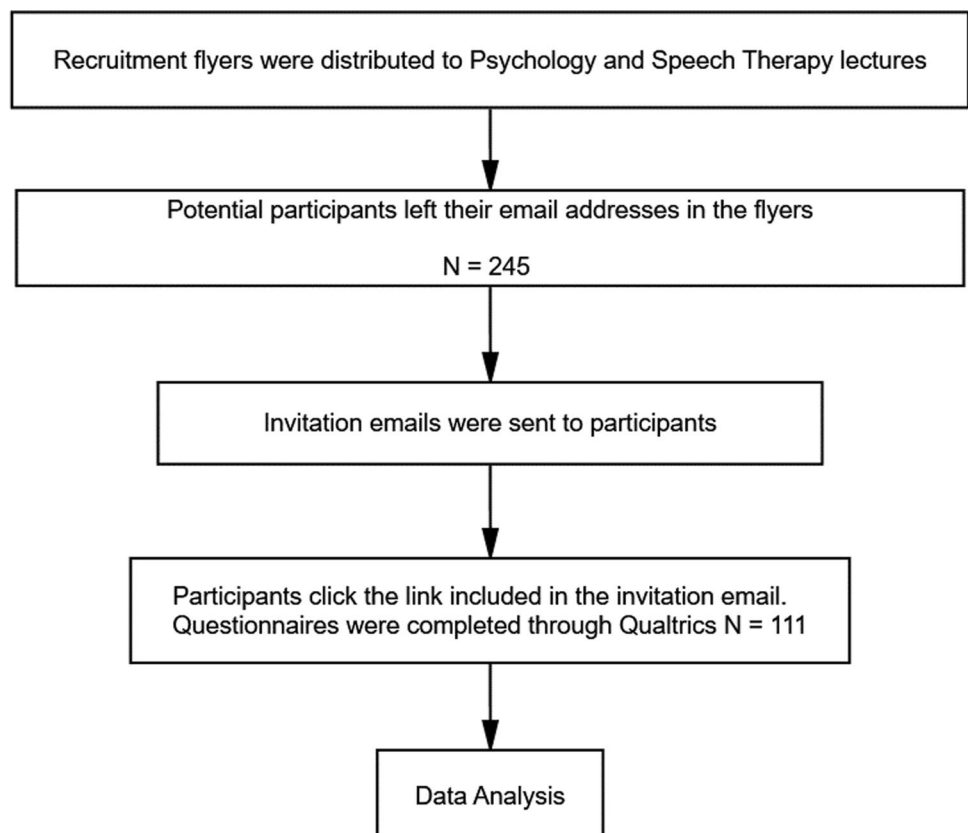 Recruitment flyers were distributed to Psychology and Speech Therapy lectures
Potential participants left their email addresses in the flyers
N = 245
Invitation emails were sent to participants
Participants click the link included in the invitation email.
Questionnaires were completed through Qualtrics N = 111
Data Analysis